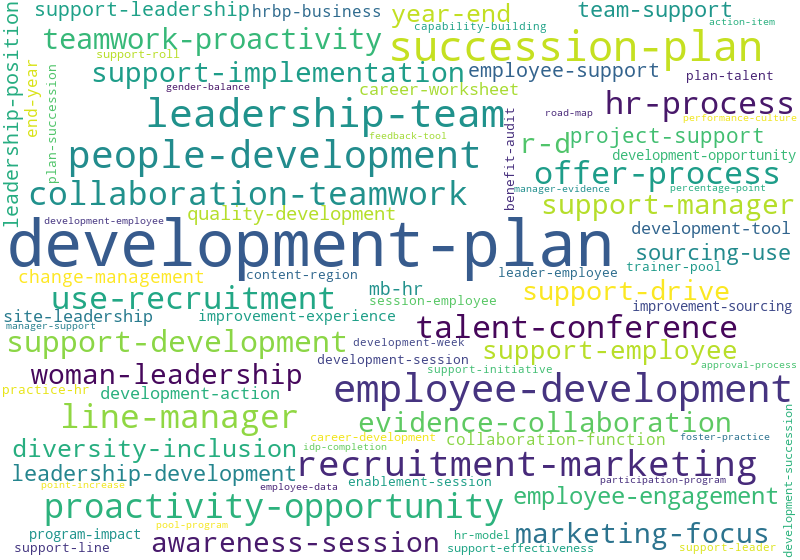 support-leadership
hrbp-business
year-end
team-support
action-item
capability-building
leadership-position
teamwork-proactivity
succession-plan
support-roll
end-year
support-implementation
employee-support
plan-talent
gender-balance
career-worksheet
hr-process
plan-succession
leadership-team
road-map
performance-culture
feedback-tool
benefit-audit
r-d
project-support
people-development
development-opportunity
offer-process
collaboration-teamwork
manager-evidence
percentage-point
support-manager
quality-development
development-employee
development-plan
development-tool
sourcing-use
change-management
content-region
leader-employee
trainer-pool
use-recruitment
mb-hr
session-employee
support-drive
improvement-sourcing
site-leadership
improvement-experience
manager-support
talent-conference
support-development
development-week
support-employee
development-session
approval-process
woman-leadership
support-initiative
practice-hr
development-action
employee-development
line-manager
evidence-collaboration
development-succession
diversity-inclusion
career-development
collaboration-function
foster-practice
idp-completion
recruitment-marketing
leadership-development
enablement-session
participation-program
point-increase
employee-data
proactivity-opportunity
employee-engagement
pool-program
program-impact
awareness-session
hr-model
marketing-focus
support-line
support-effectiveness
support-leader